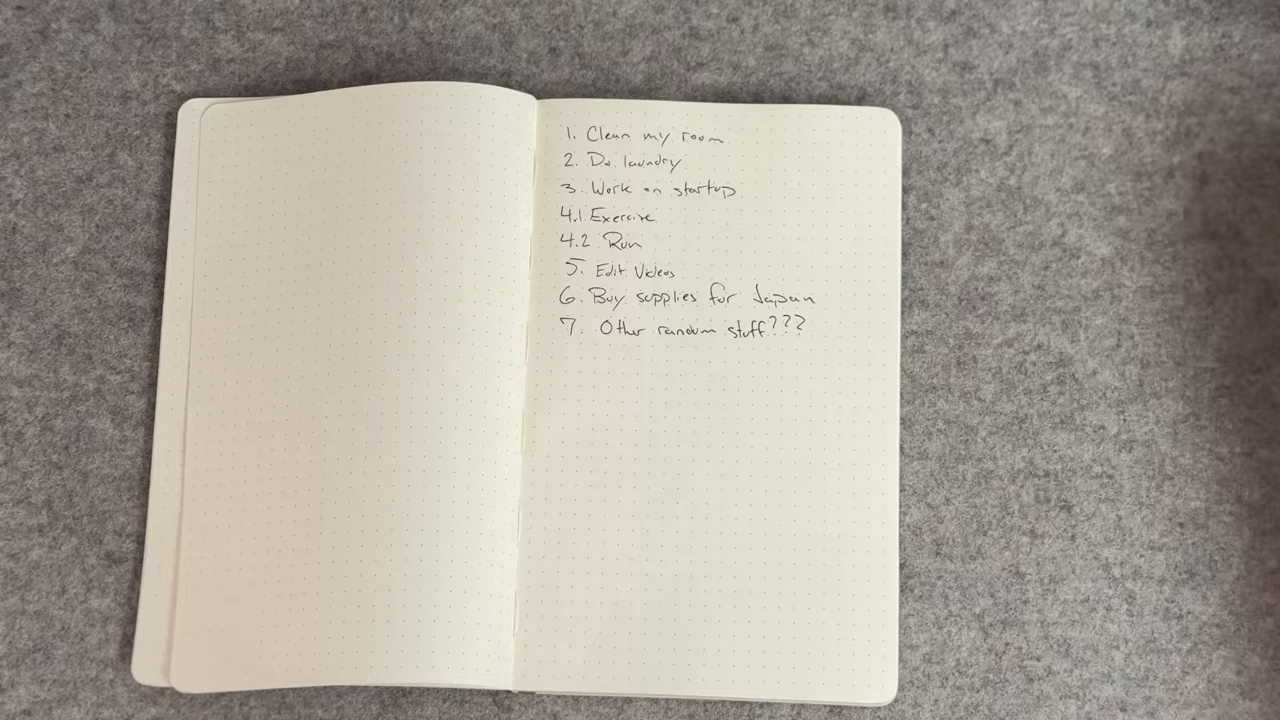 1. Clean my room
2. Do laundry
3. Work on startup
4.1 Exercise
4.2 Run
5. Edit Videos
6. Buy supplies for Japan
7. Other random stuff???